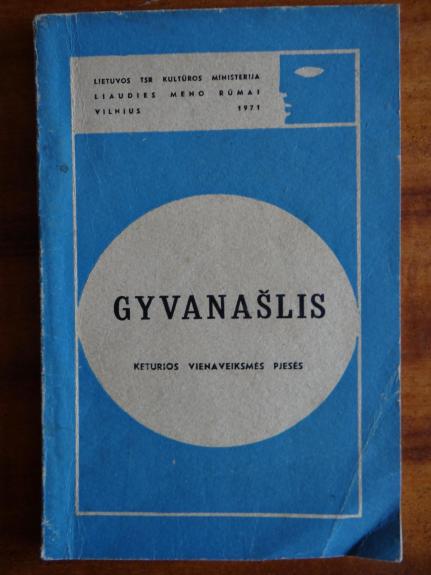 LIETUVOS TSR KULTŪROS MINISTERIJA
LIAUDIES MENO RŪMAI
VILNIUS 1971
GYVANAŠLIS
KETURIOS VIENAVEIKSMĖS PJESĖS